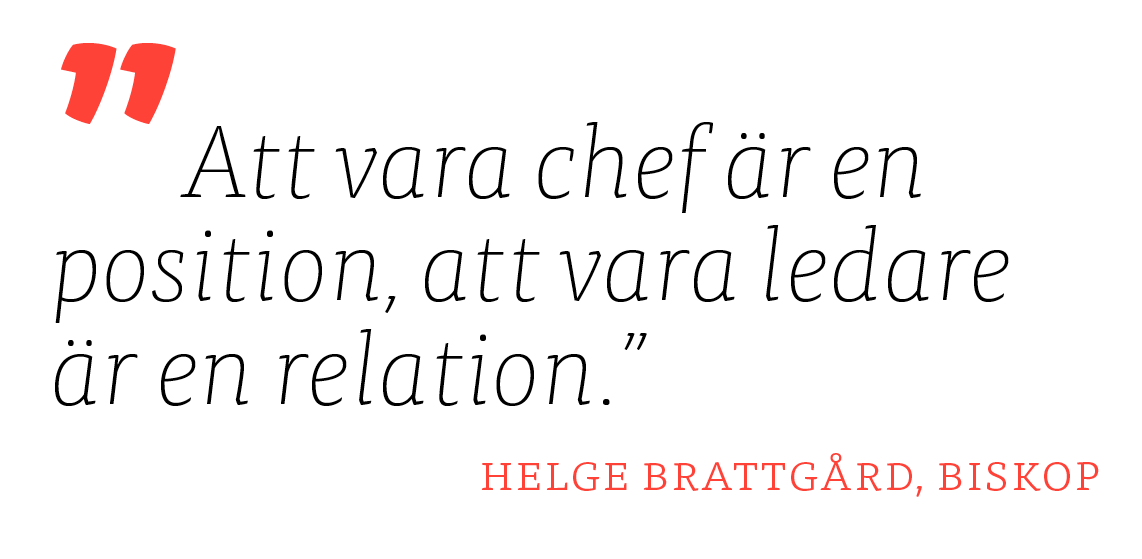 ”Att vara chef är en
position, att vara ledare
är en relation.”
HELGE BRATTGÅRD, BISKOP